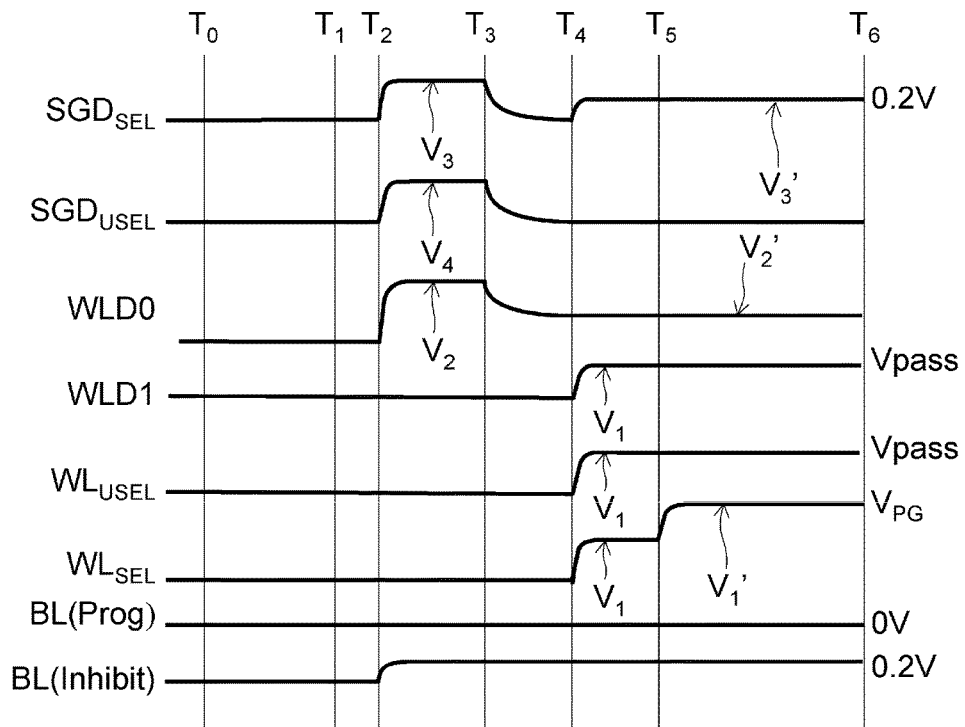 T0 T1 T2 T3 T4 T5 T6
SGDSEL V3 V3’ 0.2V
SGDUSEL V4 V2’
WLD0 V2
WLD1 V1 Vpass
WLUSEL V1 Vpass
WLSEL V1 V1’ VPG
BL(Prog) 0V
BL(Inhibit) 0.2V